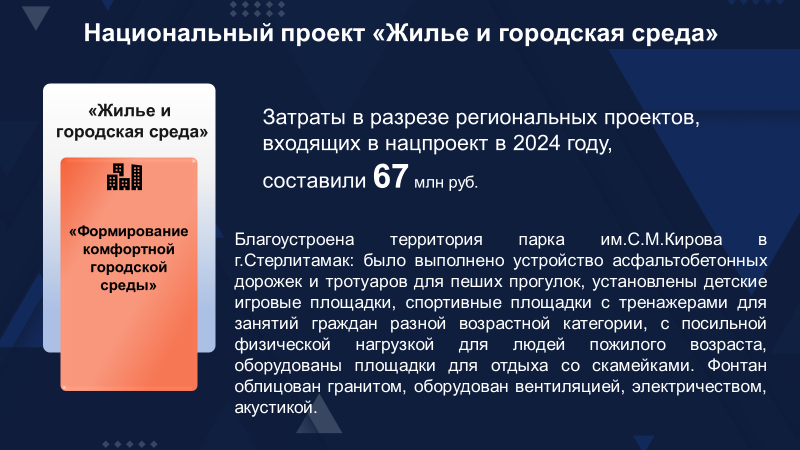 Национальный проект «Жилье и городская среда»
«Жилье и
городская среда»
«Формирование
комфортной
городской
среды»
Затраты в разрезе региональных проектов,
входящих в нацпроект в 2024 году,
составили 67 млн руб.
Благоустроена территория парка им.С.М.Кирова в
г.Стерлитамак: было выполнено устройство асфальтобетонных
дорожек и тротуаров для пеших прогулок, установлены детские
игровые площадки, спортивные площадки с тренажерами для
занятий граждан разной возрастной категории, с посильной
физической нагрузкой для людей пожилого возраста,
оборудованы площадки для отдыха со скамейками. Фонтан
облицован гранитом, оборудован вентиляцией, электричеством,
акустикой.